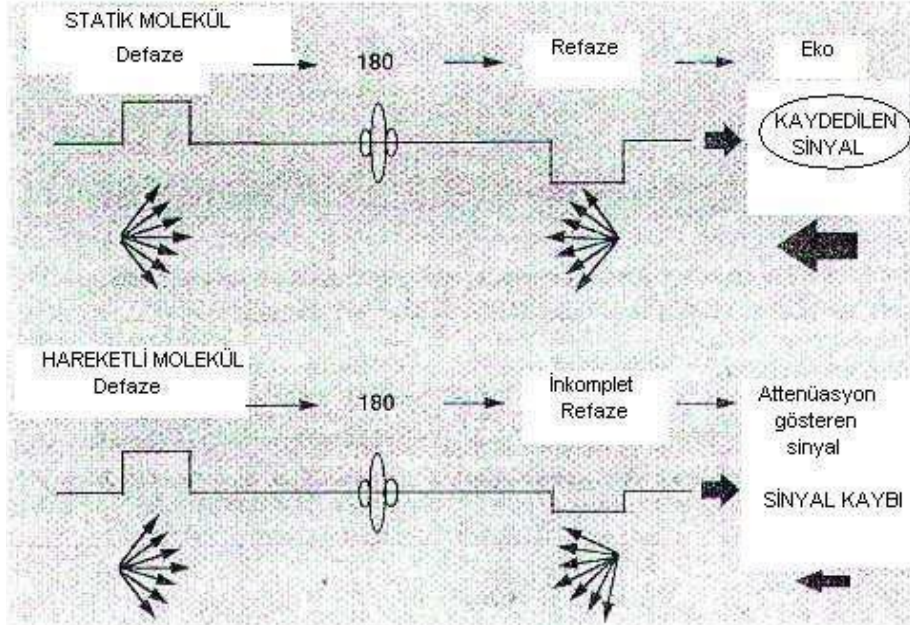 STATİK MOLEKÜL
Defaze
180
Refaze
Eko
KAYDEDİLEN
SİNYAL
HAREKETLİ MOLEKÜL
Defaze
180
İnkomplet
Refaze
Attenüasyon
gösteren
sinyal
SİNYAL KAYBI